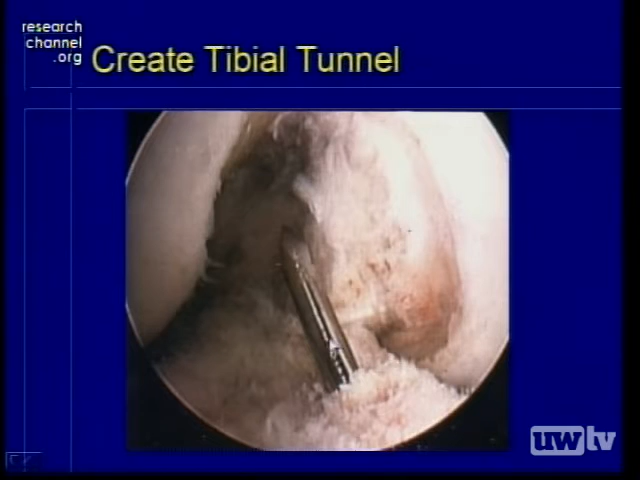 research
channel
.org
Create Tibial Tunnel
uwtv